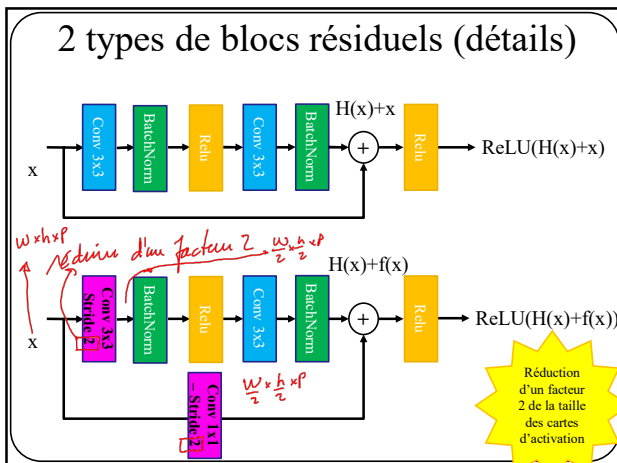 2 types de blocs résiduels (détails)
H(x)+x
Conv 3x3
BatchNorm
Relu
Conv 3x3
BatchNorm
+
Relu
ReLU(H(x)+x)
x
w x h x p
réduire d'un facteur 2
w/2 x h/2 x p
H(x)+f(x)
Conv 3x3
Stride 2
BatchNorm
Relu
Conv 3x3
BatchNorm
+
Relu
ReLU(H(x)+f(x))
x
w/2 x h/2 x p
Conv 1x1
– Stride 2
Réduction
d'un facteur
2 de la taille
des cartes
d'activation